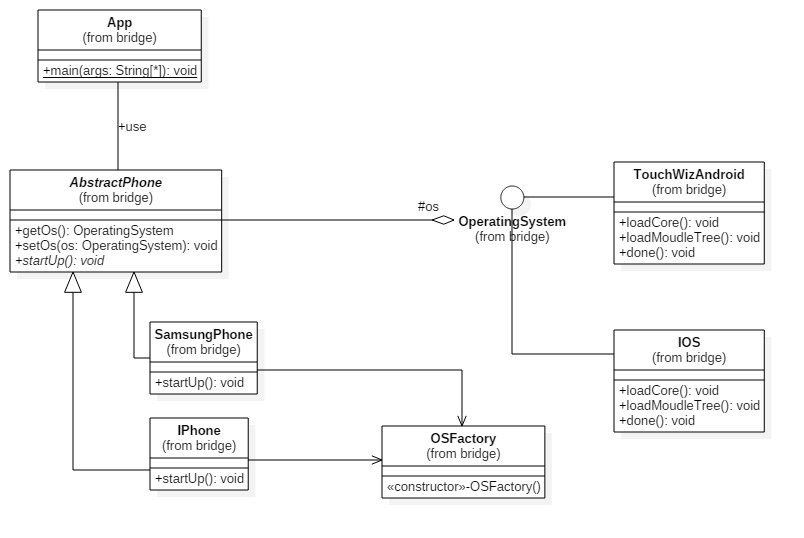 App
(from bridge)
+main(args: String[*]): void
+use
AbstractPhone
(from bridge)
+getOs(): OperatingSystem
+setOs(os: OperatingSystem): void
+startUp(): void
#os
OperatingSystem
(from bridge)
TouchWizAndroid
(from bridge)
+loadCore(): void
+loadMoudleTree(): void
+done(): void
IOS
(from bridge)
+loadCore(): void
+loadMoudleTree(): void
+done(): void
SamsungPhone
(from bridge)
+startUp(): void
IPhone
(from bridge)
+startUp(): void
OSFactory
(from bridge)
«constructor»-OSFactory()